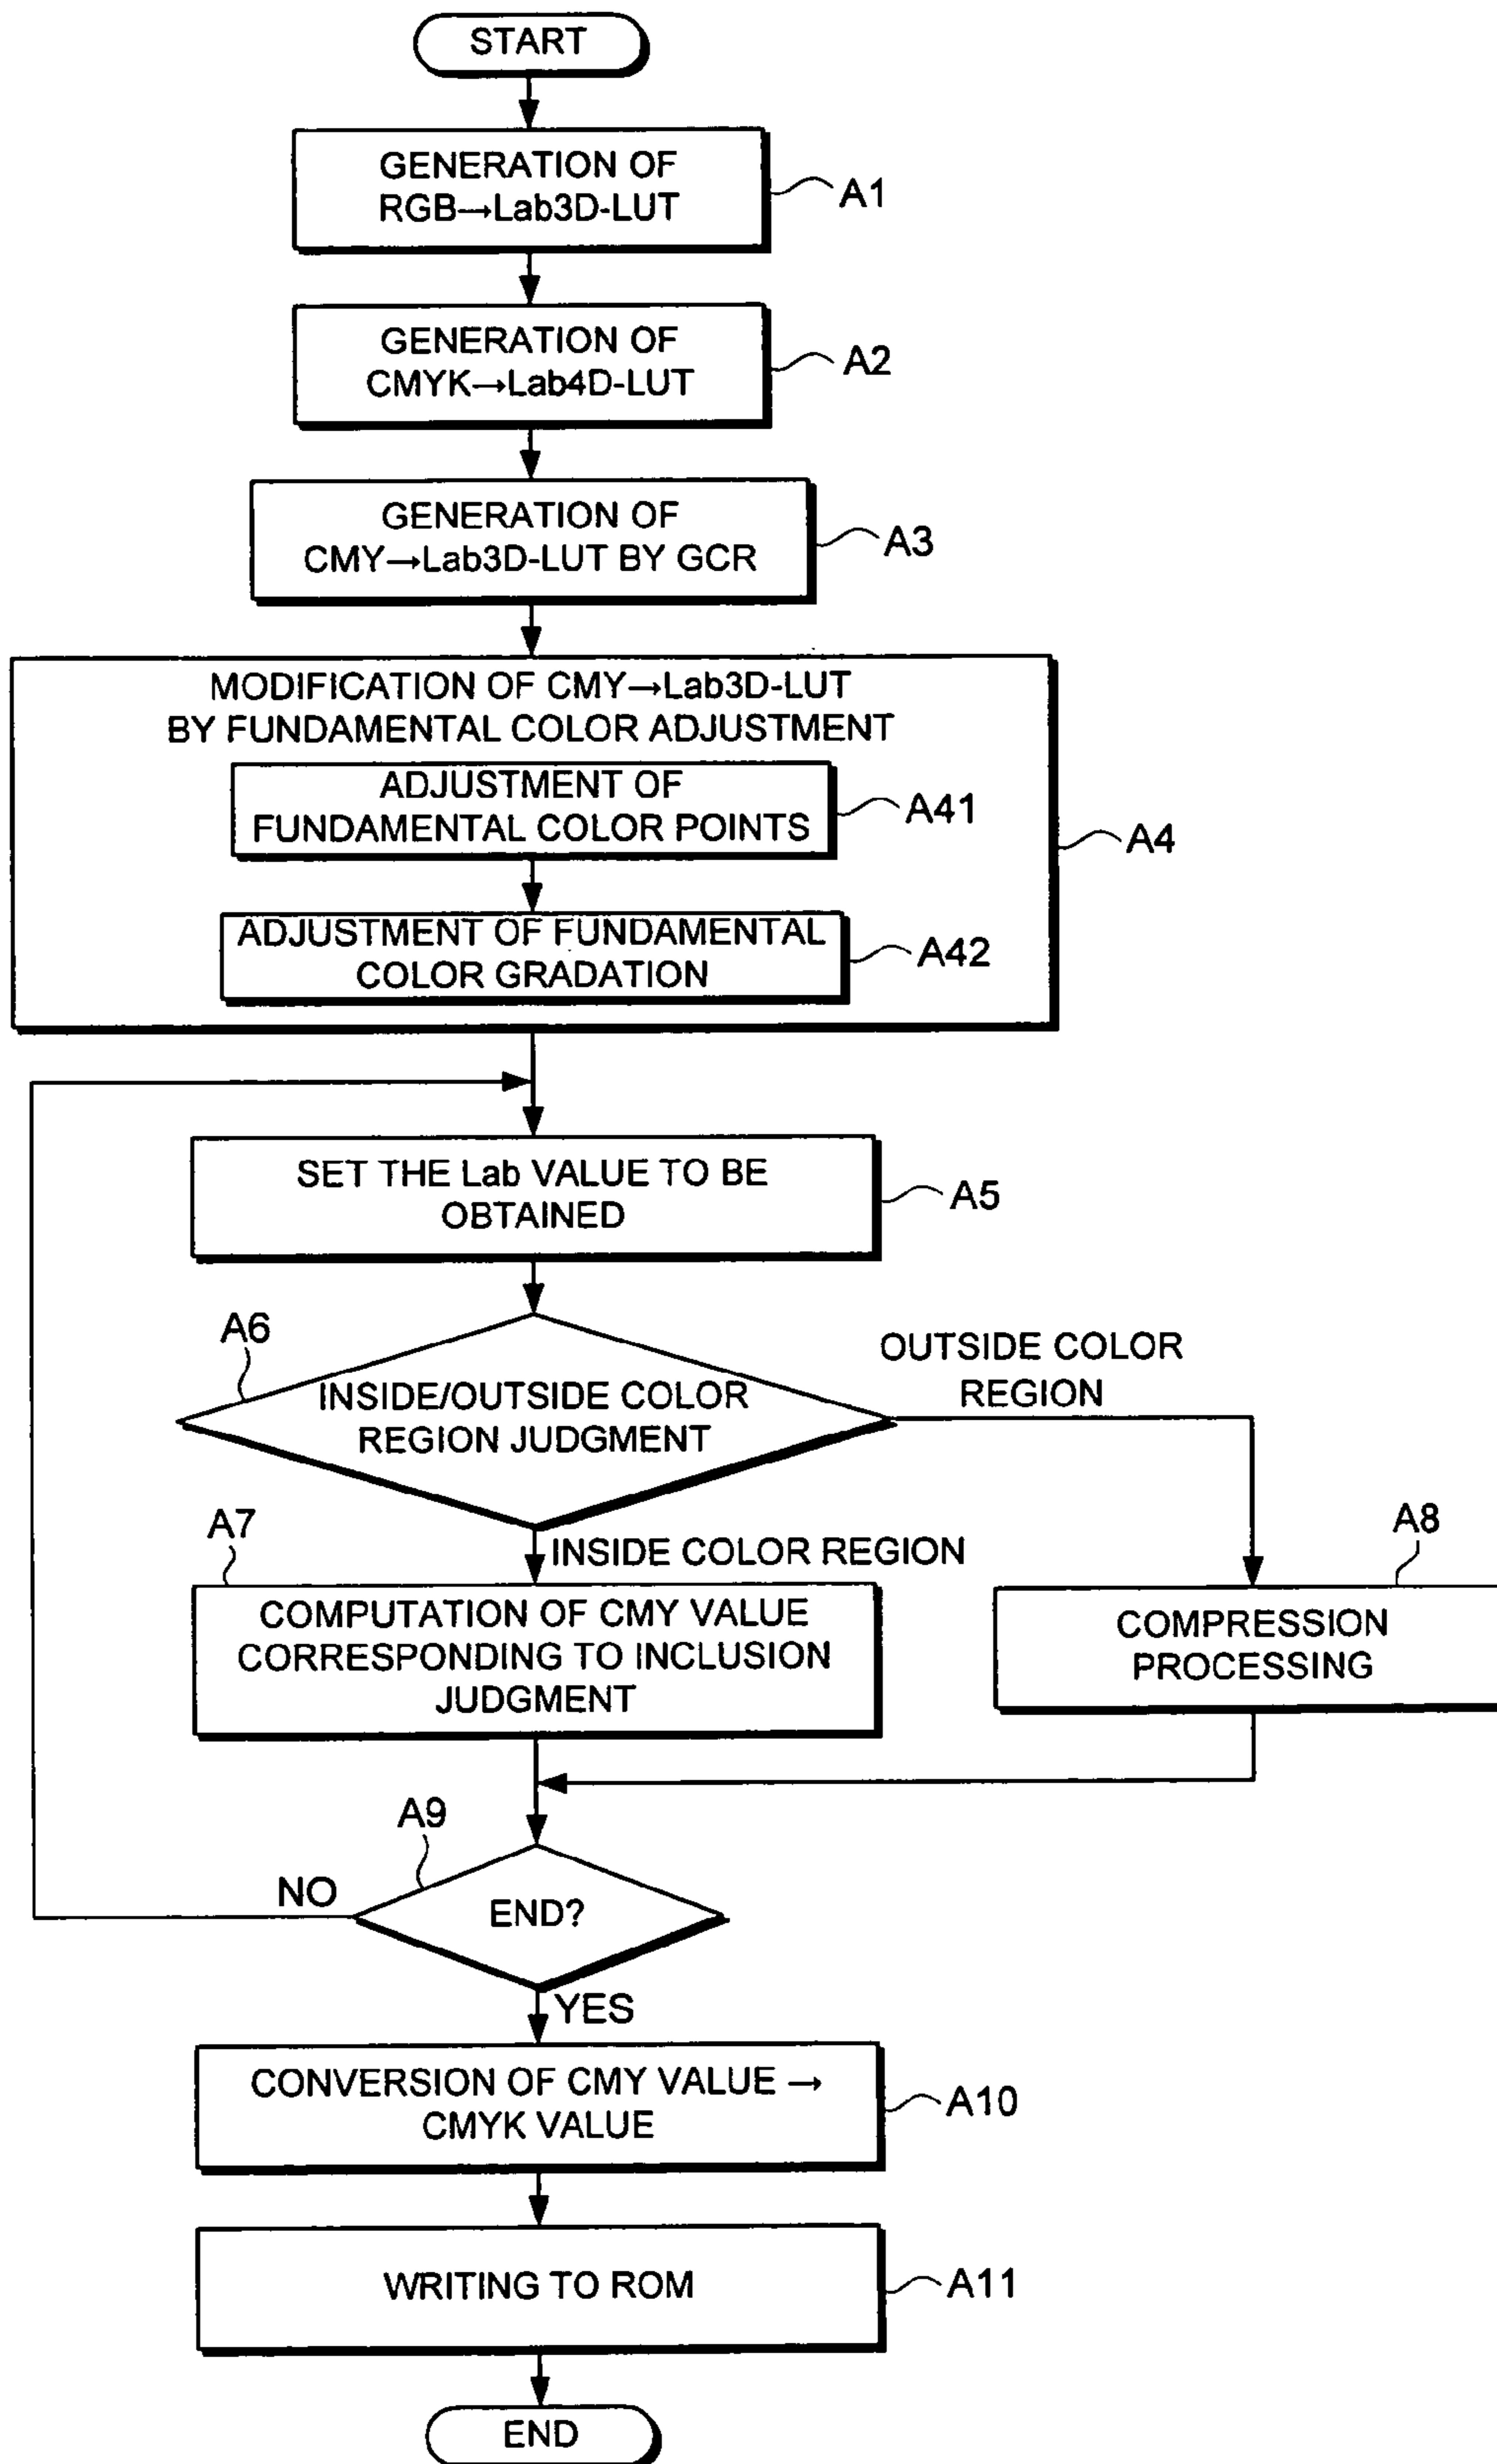 START
GENERATION OF
RGB→Lab3D-LUT
A1
GENERATION OF
CMYK→Lab4D-LUT
A2
GENERATION OF
CMY→Lab3D-LUT BY GCR
A3
MODIFICATION OF CMY→Lab3D-LUT
BY FUNDAMENTAL COLOR ADJUSTMENT
ADJUSTMENT OF
FUNDAMENTAL COLOR POINTS
A41
A4
ADJUSTMENT OF FUNDAMENTAL
COLOR GRADATION
A42
SET THE Lab VALUE TO BE
OBTAINED
A5
A6
INSIDE/OUTSIDE COLOR
REGION JUDGMENT
OUTSIDE COLOR
REGION
INSIDE COLOR REGION
A7
COMPUTATION OF CMY VALUE
CORRESPONDING TO INCLUSION
JUDGMENT
A8
COMPRESSION
PROCESSING
A9
END?
NO
YES
CONVERSION OF CMY VALUE →
CMYK VALUE
A10
WRITING TO ROM
A11
END